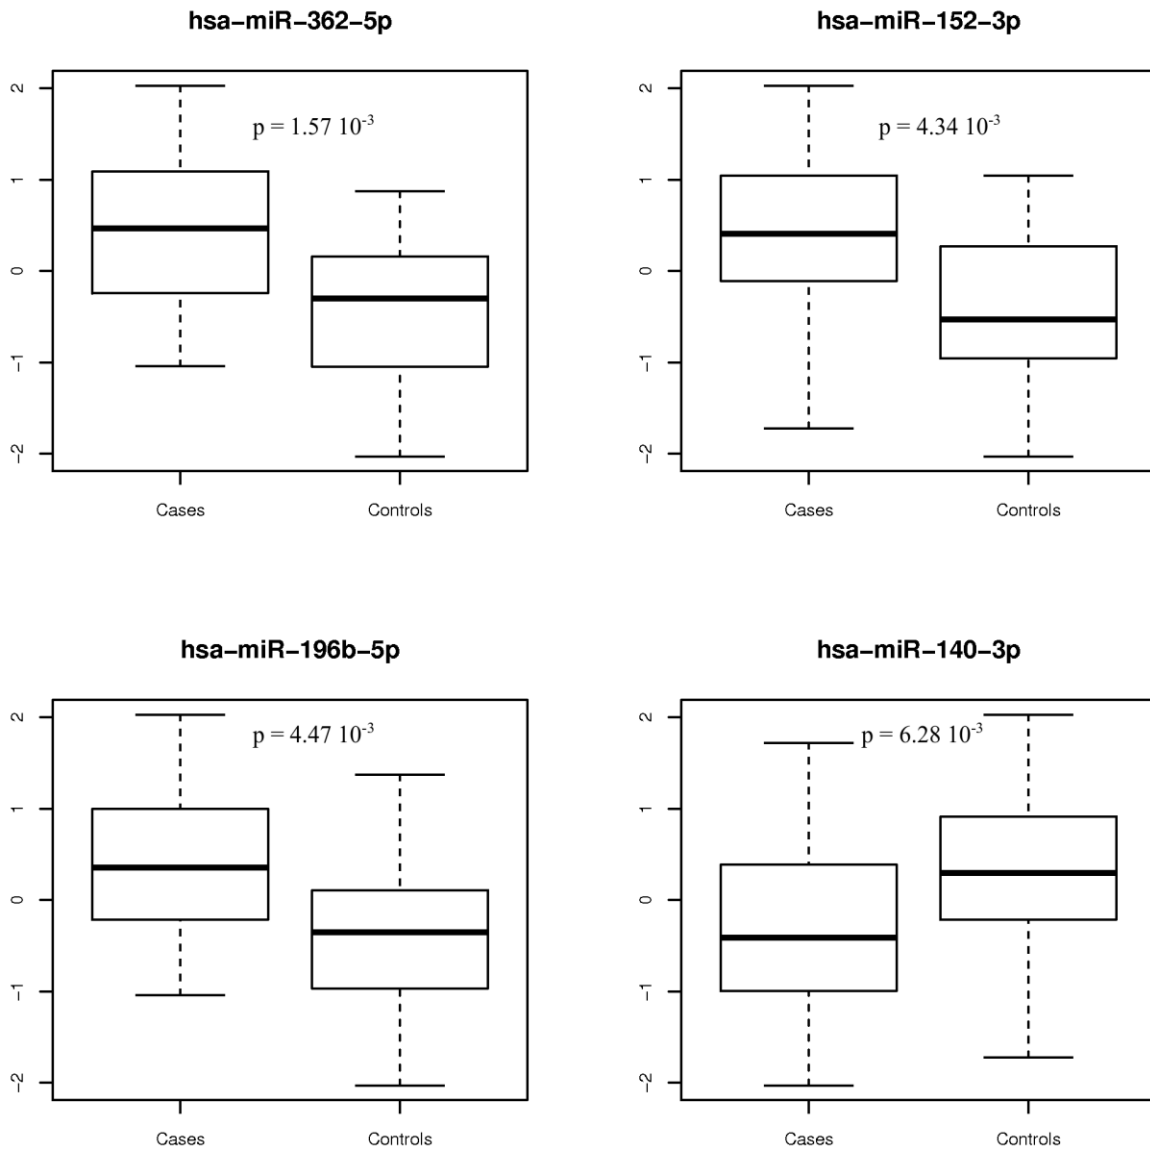 hsa-miR-362-5p
2
1
0
-1
-2
p = 1.57 10-3
Cases
Controls
hsa-miR-152-3p
2
1
0
-1
-2
p = 4.34 10-3
Cases
Controls
hsa-miR-196b-5p
2
1
0
-1
-2
p = 4.47 10-3
Cases
Controls
hsa-miR-140-3p
2
1
0
-1
-2
p = 6.28 10-3
Cases
Controls